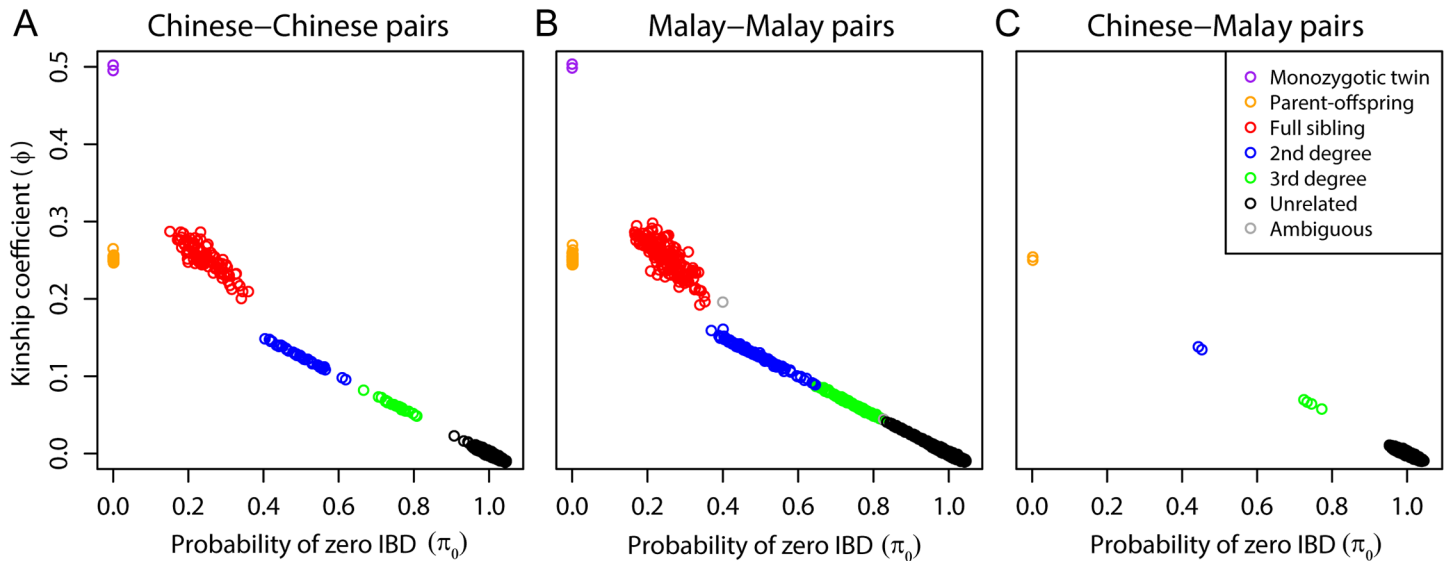 A Chinese–Chinese pairs
B Malay–Malay pairs
C Chinese–Malay pairs
Kinship coefficient (ϕ)
0.5
0.4
0.3
0.2
0.1
0.0
Monozygotic twin
Parent-offspring
Full sibling
2nd degree
3rd degree
Unrelated
Ambiguous
0.0 0.2 0.4 0.6 0.8 1.0
0.0 0.2 0.4 0.6 0.8 1.0
0.0 0.2 0.4 0.6 0.8 1.0
Probability of zero IBD (π₀)
Probability of zero IBD (π₀)
Probability of zero IBD (π₀)